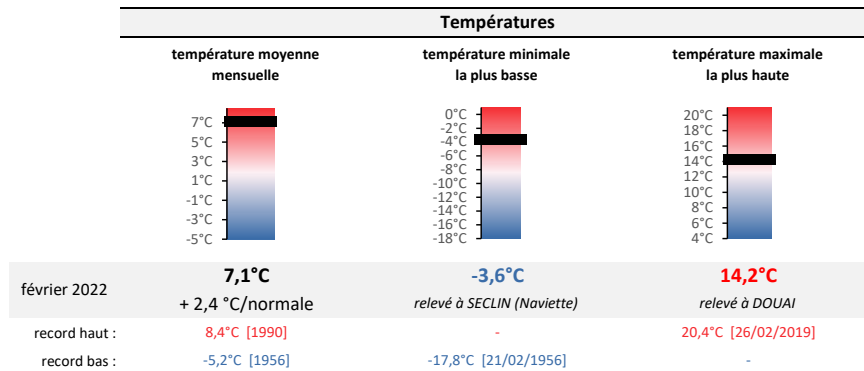 Températures
température moyenne
mensuelle
température minimale
la plus basse
température maximale
la plus haute
7°C
5°C
3°C
1°C
-1°C
-3°C
-5°C
0°C
-2°C
-4°C
-6°C
-8°C
-10°C
-12°C
-14°C
-16°C
-18°C
20°C
18°C
16°C
14°C
12°C
10°C
8°C
6°C
4°C
février 2022
7,1°C
+ 2,4 °C/normale
-3,6°C
relevé à SECLIN (Naviette)
14,2°C
relevé à DOUAI
record haut : 8,4°C [1990] - 20,4°C [26/02/2019]
record bas : -5,2°C [1956] -17,8°C [21/02/1956] -